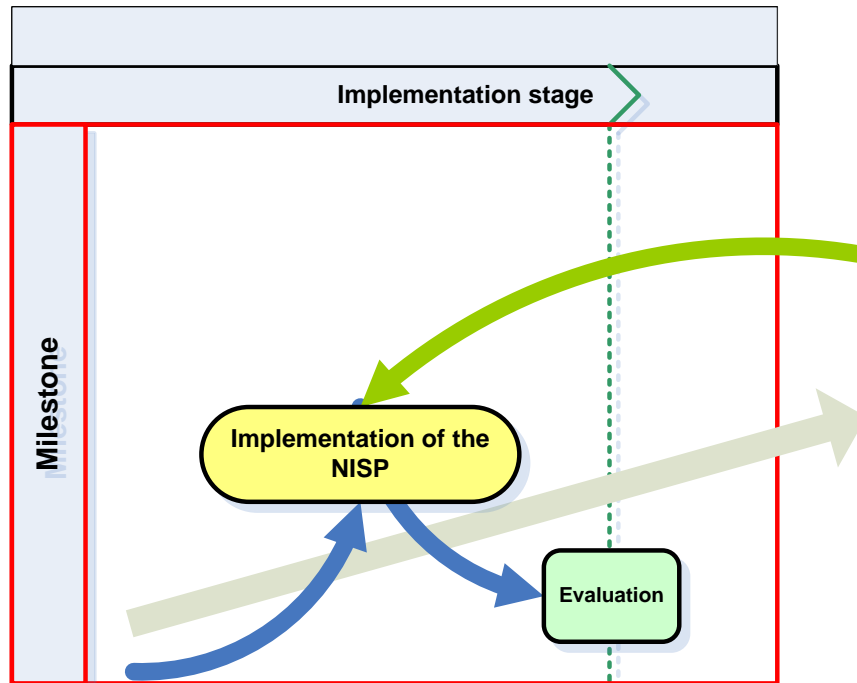 Implementation stage
Milestone
Implementation of the
NISP
Evaluation